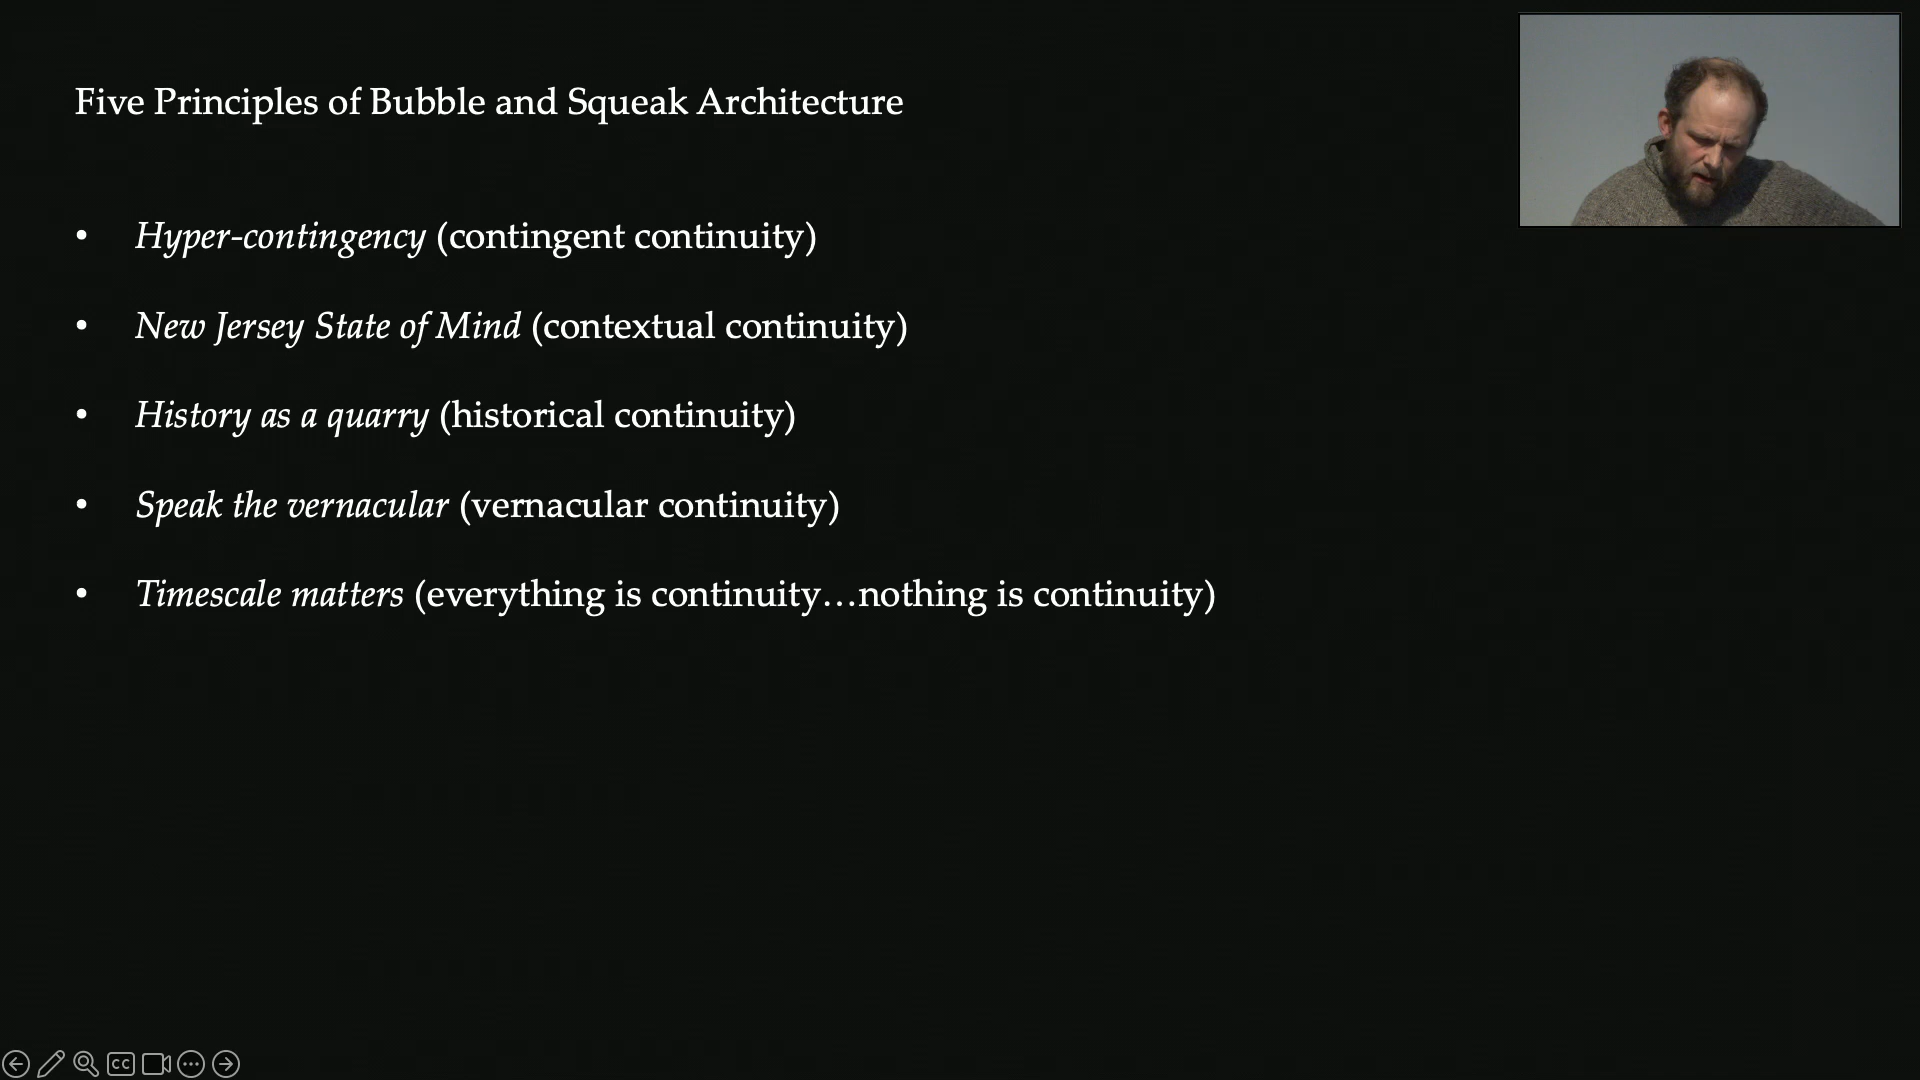 Five Principles of Bubble and Squeak Architecture
• Hyper-contingency (contingent continuity)
• New Jersey State of Mind (contextual continuity)
• History as a quarry (historical continuity)
• Speak the vernacular (vernacular continuity)
• Timescale matters (everything is continuity…nothing is continuity)
CC